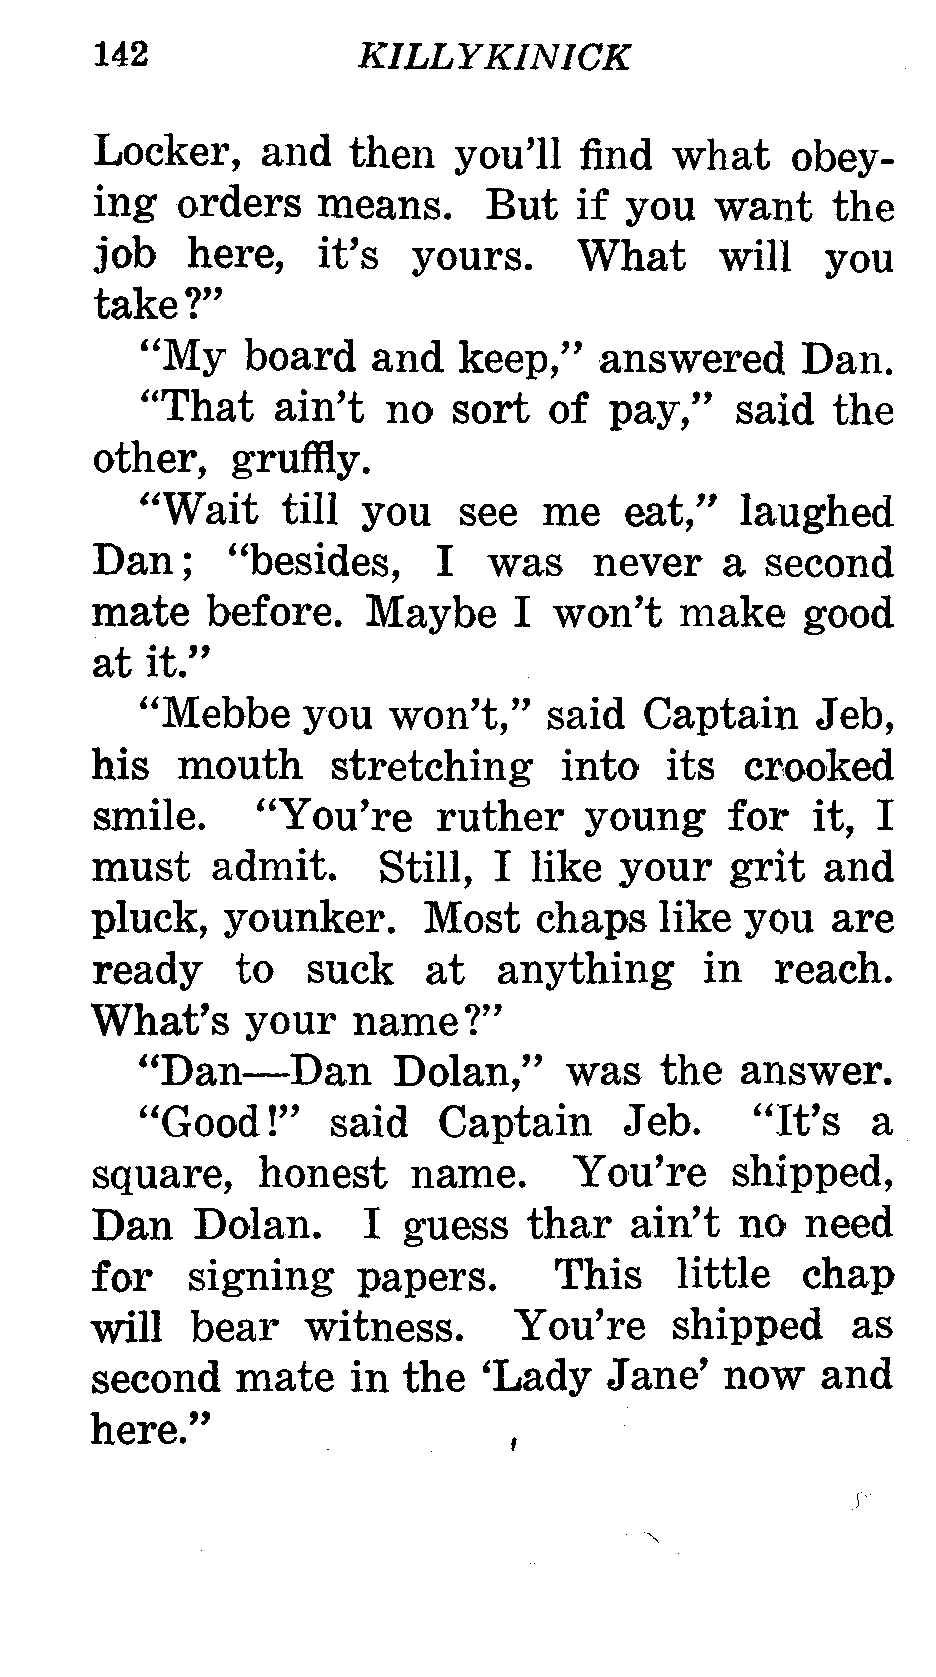 142 KILLYKINICK
Locker, and then you'll find what obey-
ing orders means. But if you want the
job here, it's yours. What will you
take?"
"My board and keep," answered Dan.
"That ain't no sort of pay," said the
other, gruffly.
"Wait till you see me eat," laughed
Dan; "besides, I was never a second
mate before. Maybe I won't make good
at it."
"Mebbe you won't," said Captain Jeb,
his mouth stretching into its crooked
smile. "You're ruther young for it, I
must admit. Still, I like your grit and
pluck, younker. Most chaps like you are
ready to suck at anything in reach.
What's your name?"
"Dan—Dan Dolan," was the answer.
"Good!" said Captain Jeb. "It's a
square, honest name. You're shipped,
Dan Dolan. I guess thar ain't no need
for signing papers. This little chap
will bear witness. You're shipped as
second mate in the 'Lady Jane' now and
here."